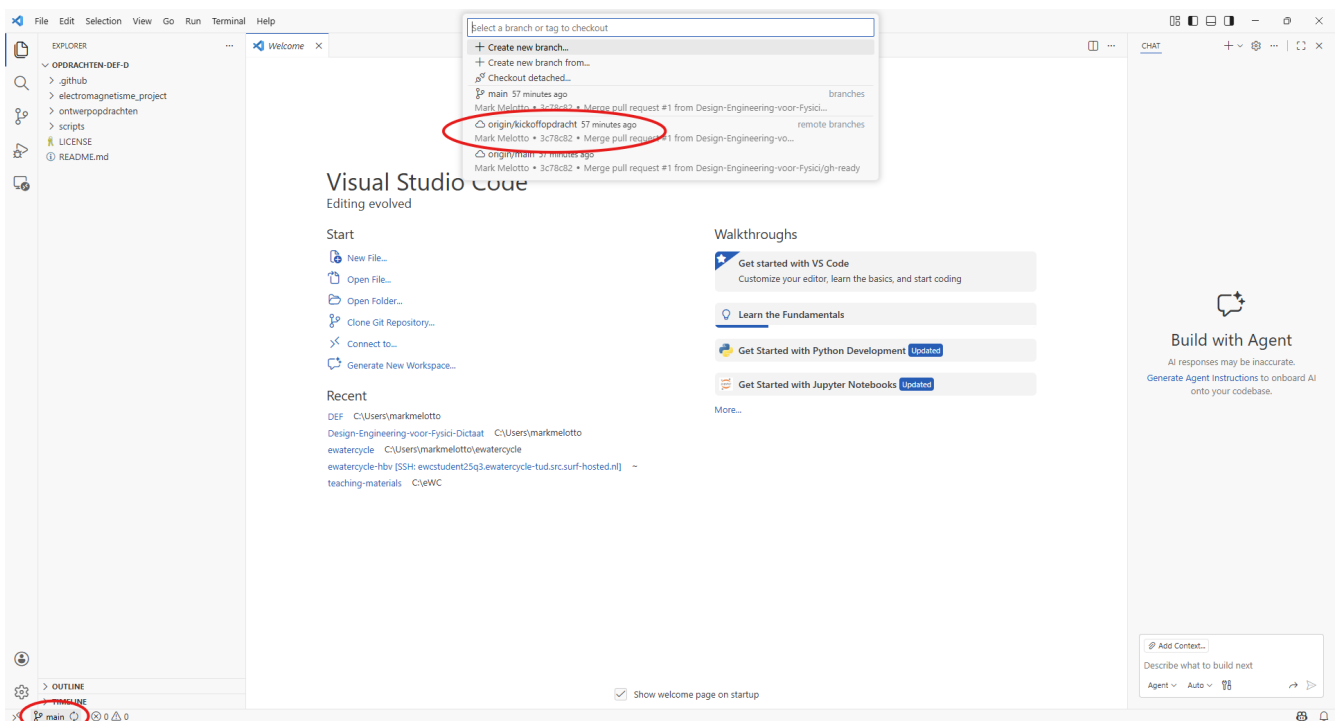 File Edit Selection View Go Run Terminal Help
Select a branch or tag to checkout
Create new branch...
Create new branch from...
Checkout detached...
main 57 minutes ago branches
Mark Melotto • 3c78c82 • Merge pull request #1 from Design-Engineering-voor-Fysici...
origin/kickoffopdracht 57 minutes ago remote branches
Mark Melotto • 3c78c82 • Merge pull request #1 from Design-Engineering-vo...
origin/main 57 minutes ago
Mark Melotto • 3c78c82 • Merge pull request #1 from Design-Engineering-voor-Fysici/gh-ready
EXPLORER ...
OPDRACHTEN-DEF-D
.github
electromagnetisme_project
ontwerpopdrachten
scripts
LICENSE
README.md
Welcome
Visual Studio Code
Editing evolved
Start
New File...
Open File...
Open Folder...
Clone Git Repository...
Connect to...
Generate New Workspace...
Recent
DEF C:\Users\markmelotto
Design-Engineering-voor-Fysici-Dictaat C:\Users\markmelotto
ewatercycle C:\Users\markmelotto\ewatercycle
ewatercycle-hbv [SSH: ewcstudent25q3.ewatercycle-tud.src.surf-hosted.nl] ~
teaching-materials C:\eWC
Walkthroughs
Get started with VS Code
Customize your editor, learn the basics, and start coding
Learn the Fundamentals
Get Started with Python Development Updated
Get Started with Jupyter Notebooks Updated
More...
Show welcome page on startup
CHAT
Build with Agent
AI responses may be inaccurate.
Generate Agent Instructions to onboard AI
onto your codebase.
Add Context...
Describe what to build next
Agent Auto
OUTLINE
TIMELINE
main 0 0